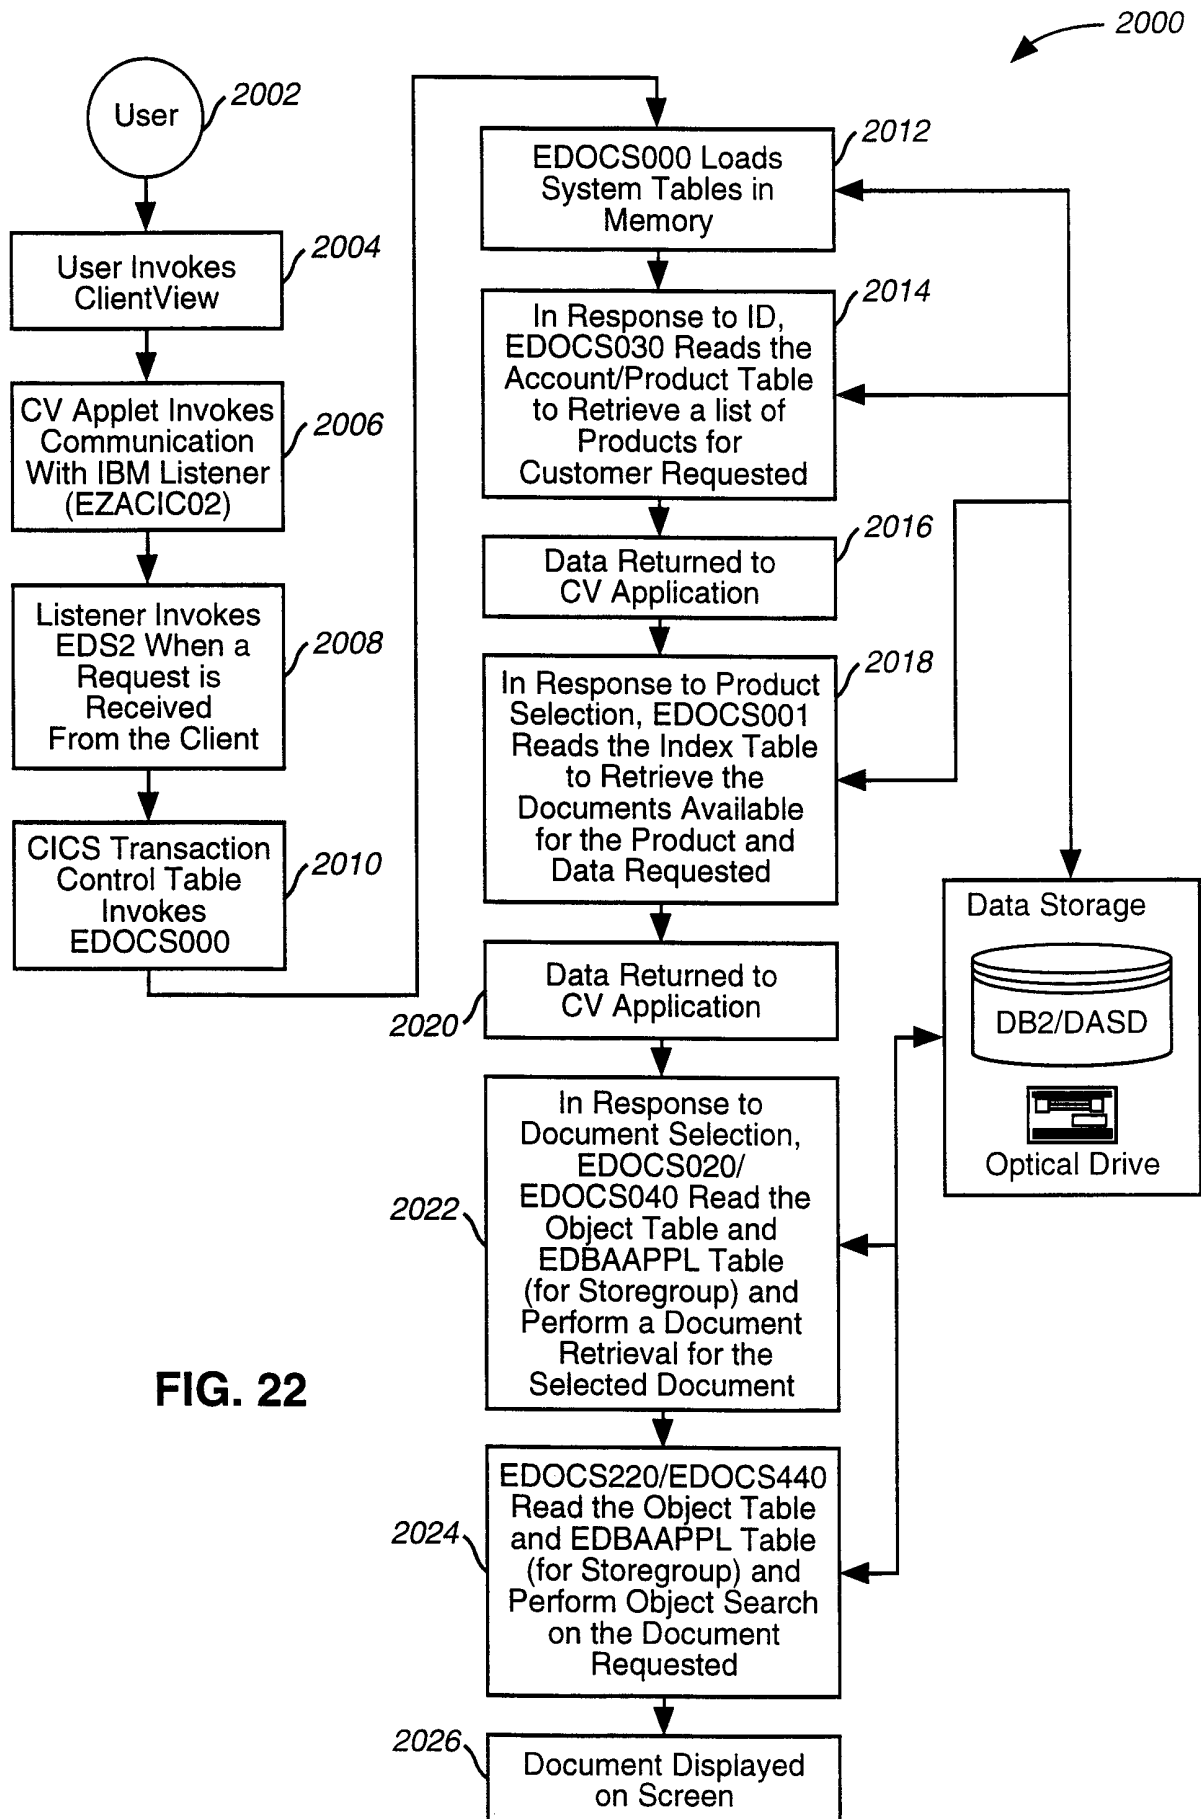 2000
User
2002
User Invokes
ClientView
2004
CV Applet Invokes
Communication
With IBM Listener
(EZACIC02)
2006
Listener Invokes
EDS2 When a
Request is
Received
From the Client
2008
CICS Transaction
Control Table
Invokes
EDOCS000
2010
EDOCS000 Loads
System Tables in
Memory
2012
In Response to ID,
EDOCS030 Reads the
Account/Product Table
to Retrieve a list of
Products for
Customer Requested
2014
Data Returned to
CV Application
2016
In Response to Product
Selection, EDOCS001
Reads the Index Table
to Retrieve the
Documents Available
for the Product and
Data Requested
2018
Data Returned to
CV Application
2020
In Response to
Document Selection,
EDOCS020/
EDOCS040 Read the
Object Table and
EDBAAPPL Table
(for Storegroup) and
Perform a Document
Retrieval for the
Selected Document
2022
EDOCS220/EDOCS440
Read the Object Table
and EDBAAPPL Table
(for Storegroup) and
Perform Object Search
on the Document
Requested
2024
Document Displayed
on Screen
2026
Data Storage
DB2/DASD
Optical Drive
FIG. 22